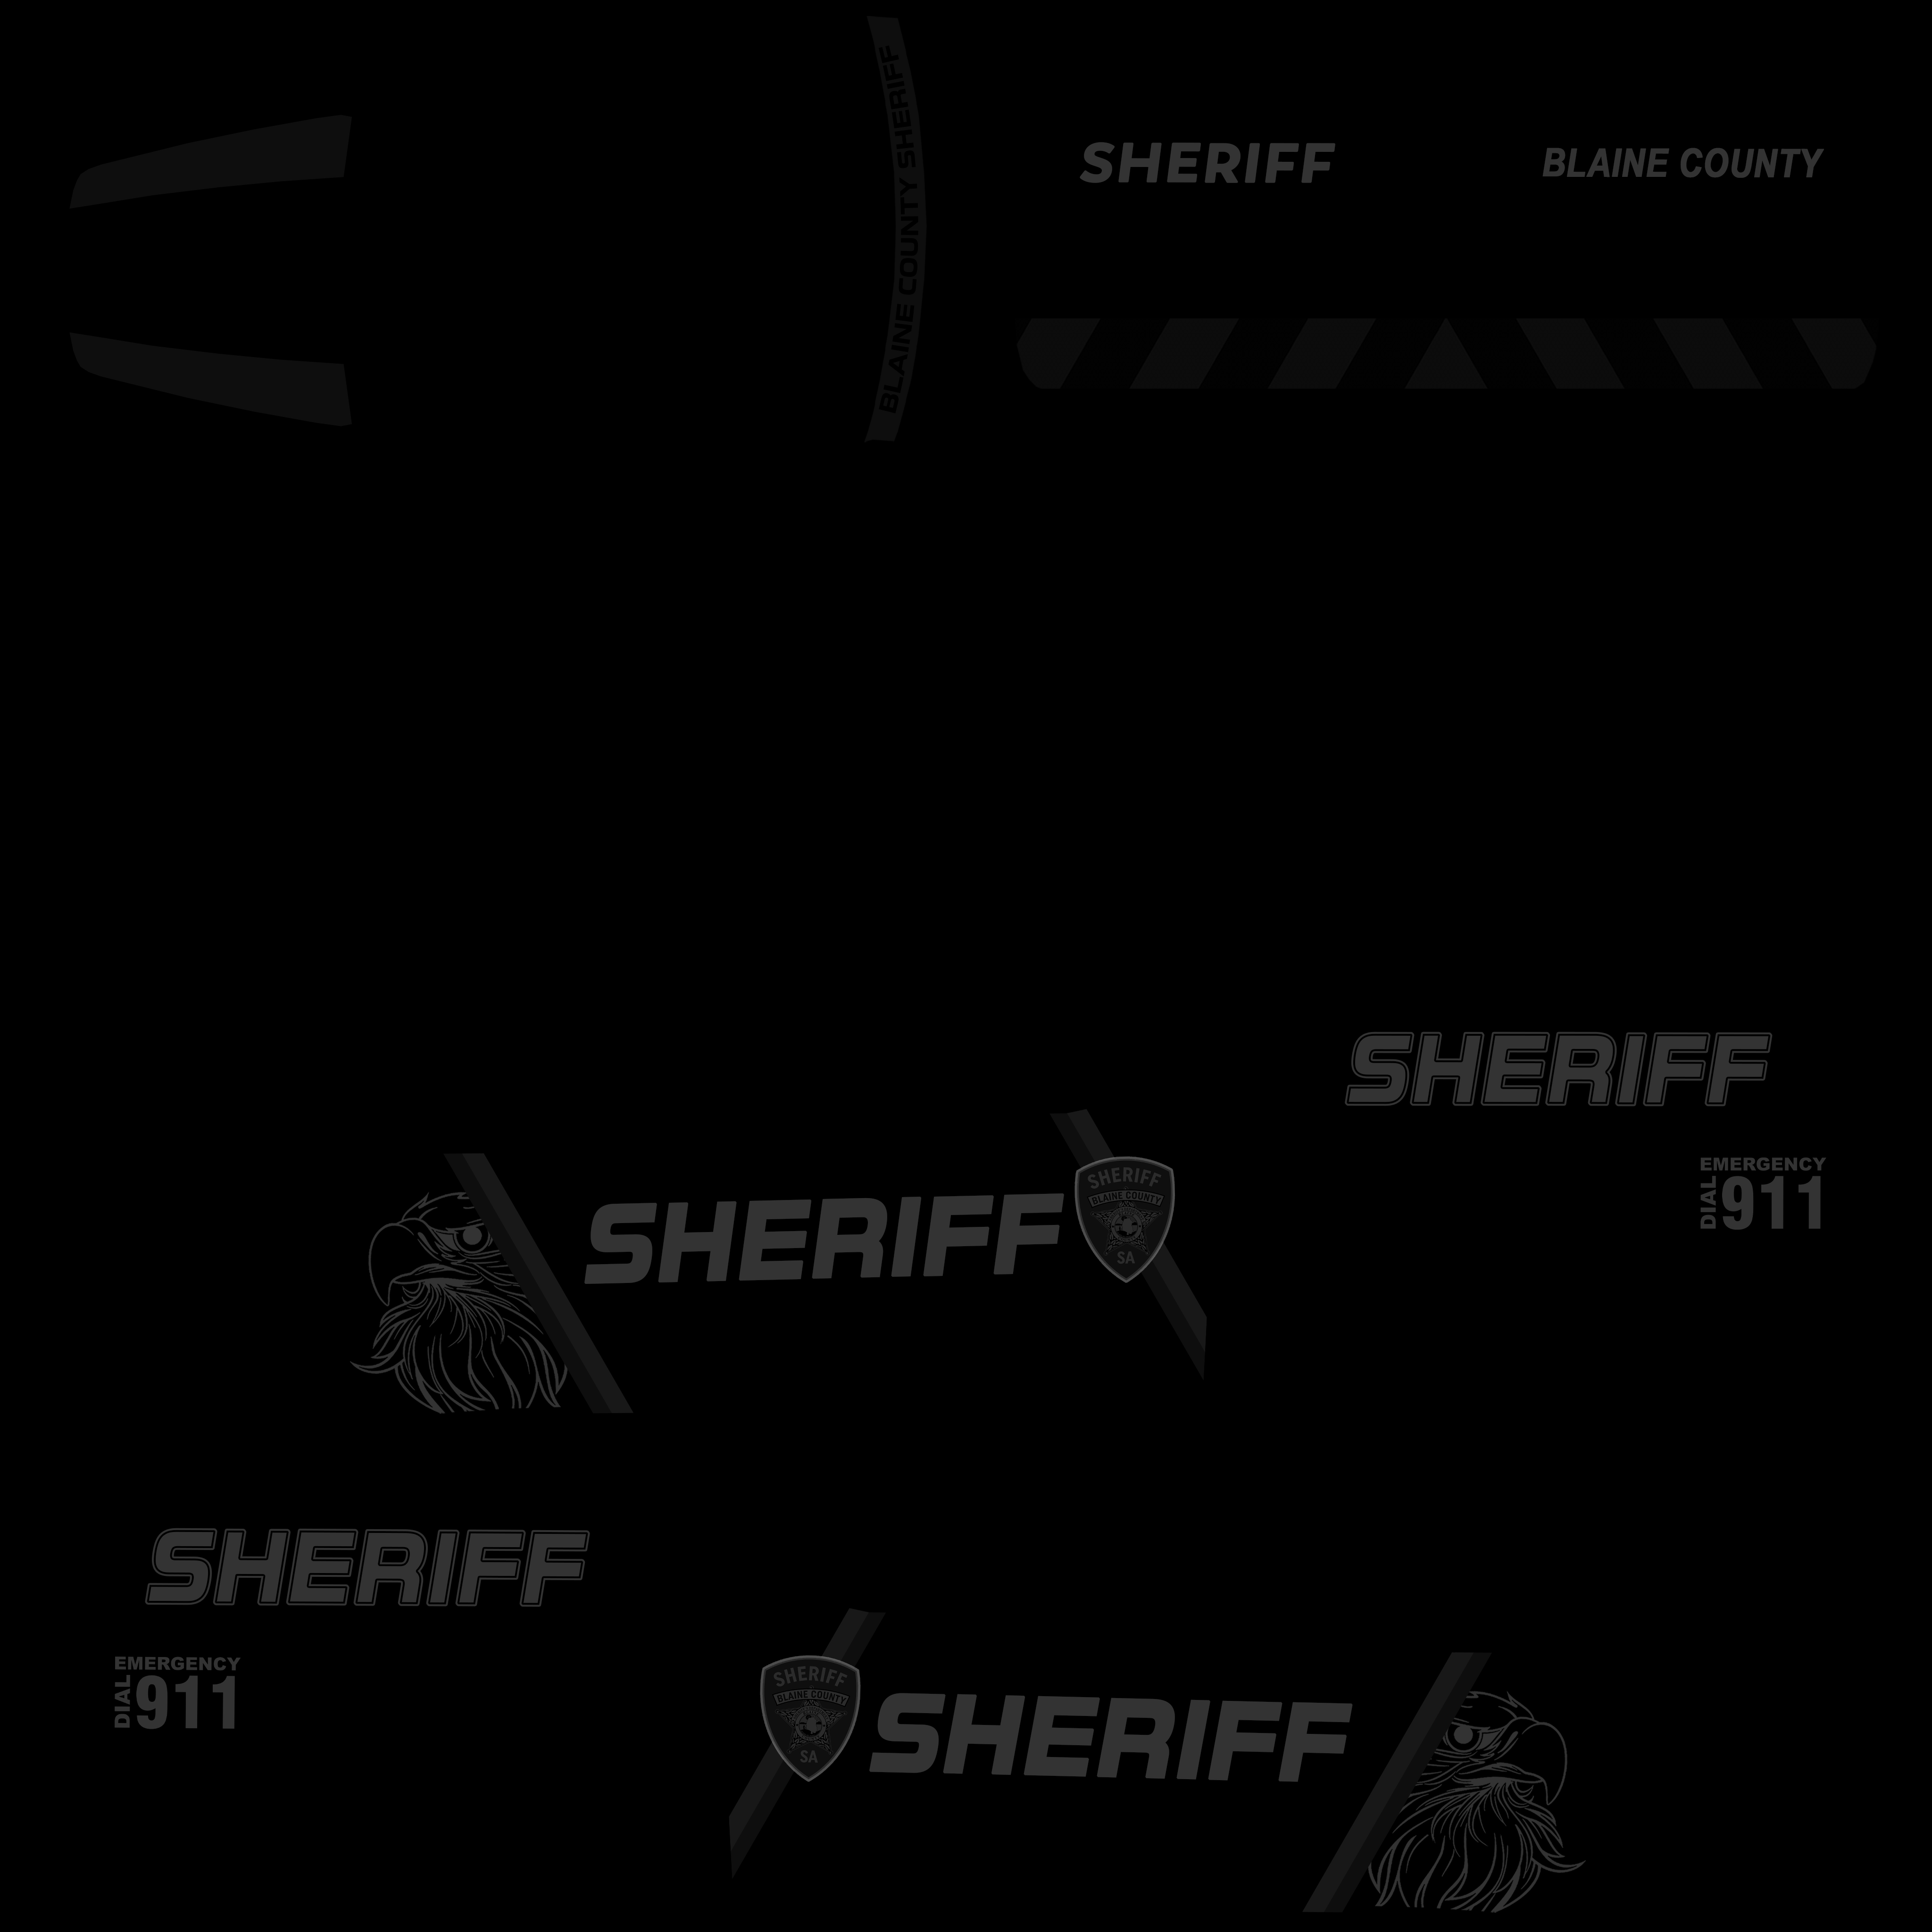 BLAINE COUNTY SHERIFF
SHERIFF
BLAINE COUNTY
SHERIFF
EMERGENCY
DIAL
911
SHERIFF
SHERIFF
BLAINE COUNTY
SA
SHERIFF
EMERGENCY
DIAL
911
SHERIFF
BLAINE COUNTY
SA
SHERIFF